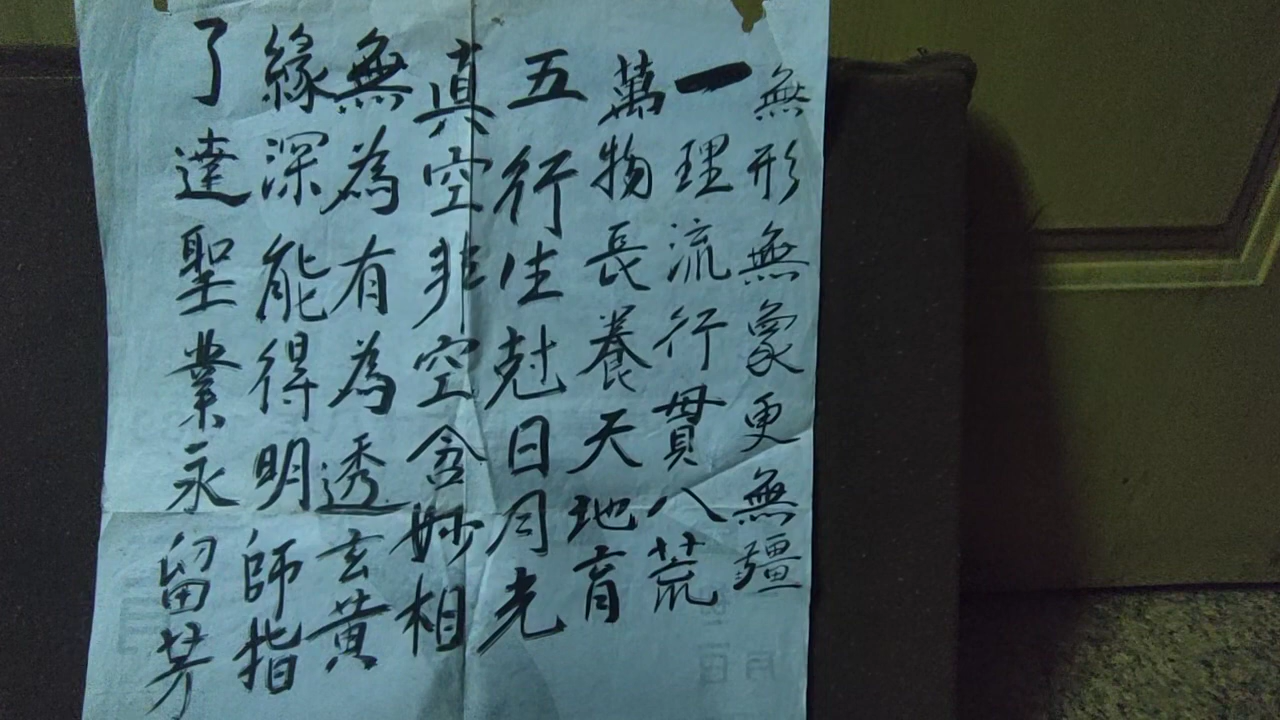 無形無象更無疆
一理流行貫八荒
萬物長養天地育
五行生尅日月光
真空非空含妙相
無為有為透玄黃
緣深能得明師指
了達聖業永留芳